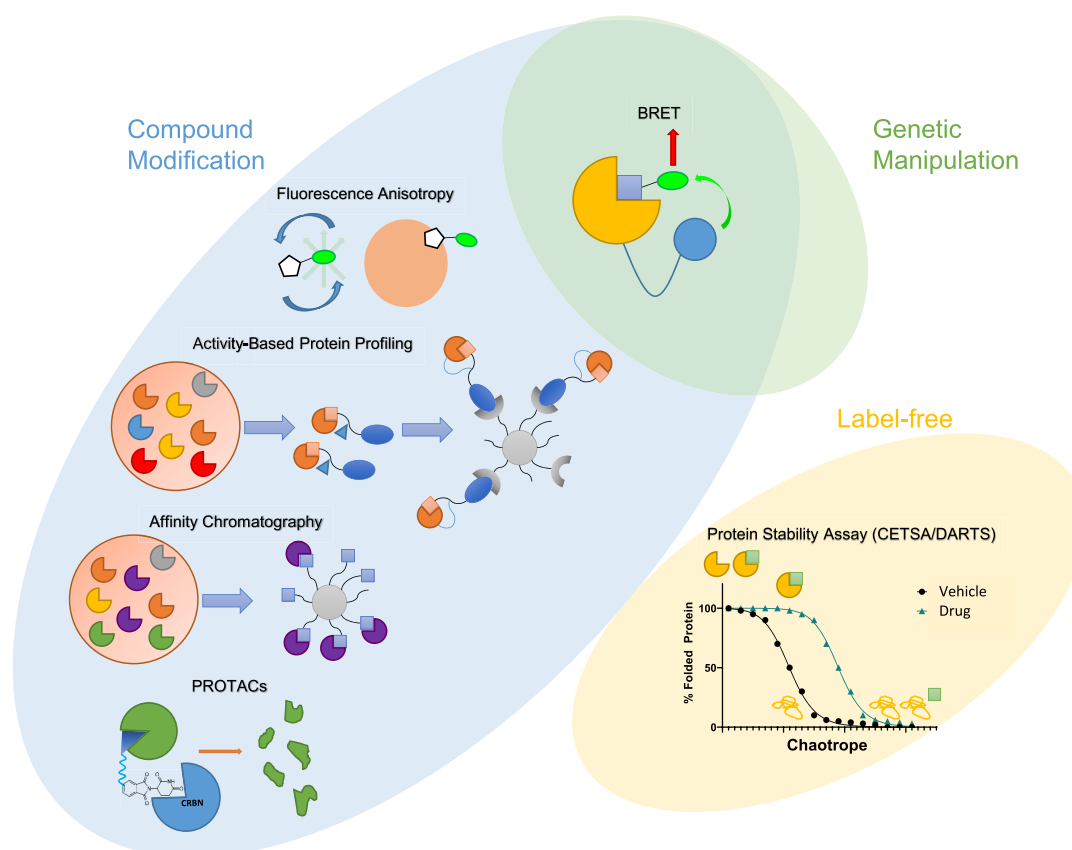 BRET
Compound
Modification
Genetic
Manipulation
Fluorescence Anisotropy
Activity-Based Protein Profiling
Label-free
Affinity Chromatography
Protein Stability Assay (CETSA/DARTS)
Vehicle
Drug
100
50
0
% Folded Protein
Chaotrope
PROTACs
O
O
NH
N
O
O
CRBN